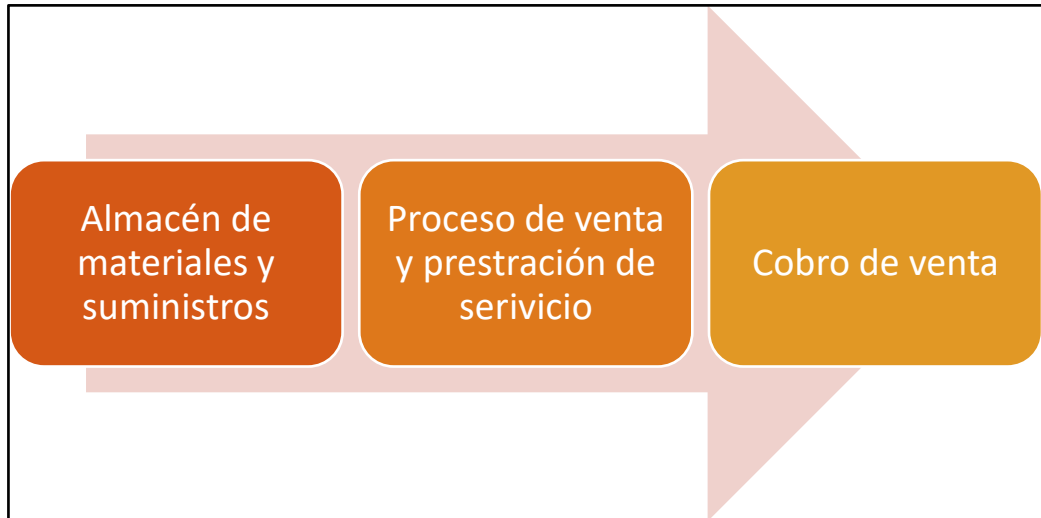 Almacén de
materiales y
suministros
Proceso de venta
y prestración de
serivicio
Cobro de venta